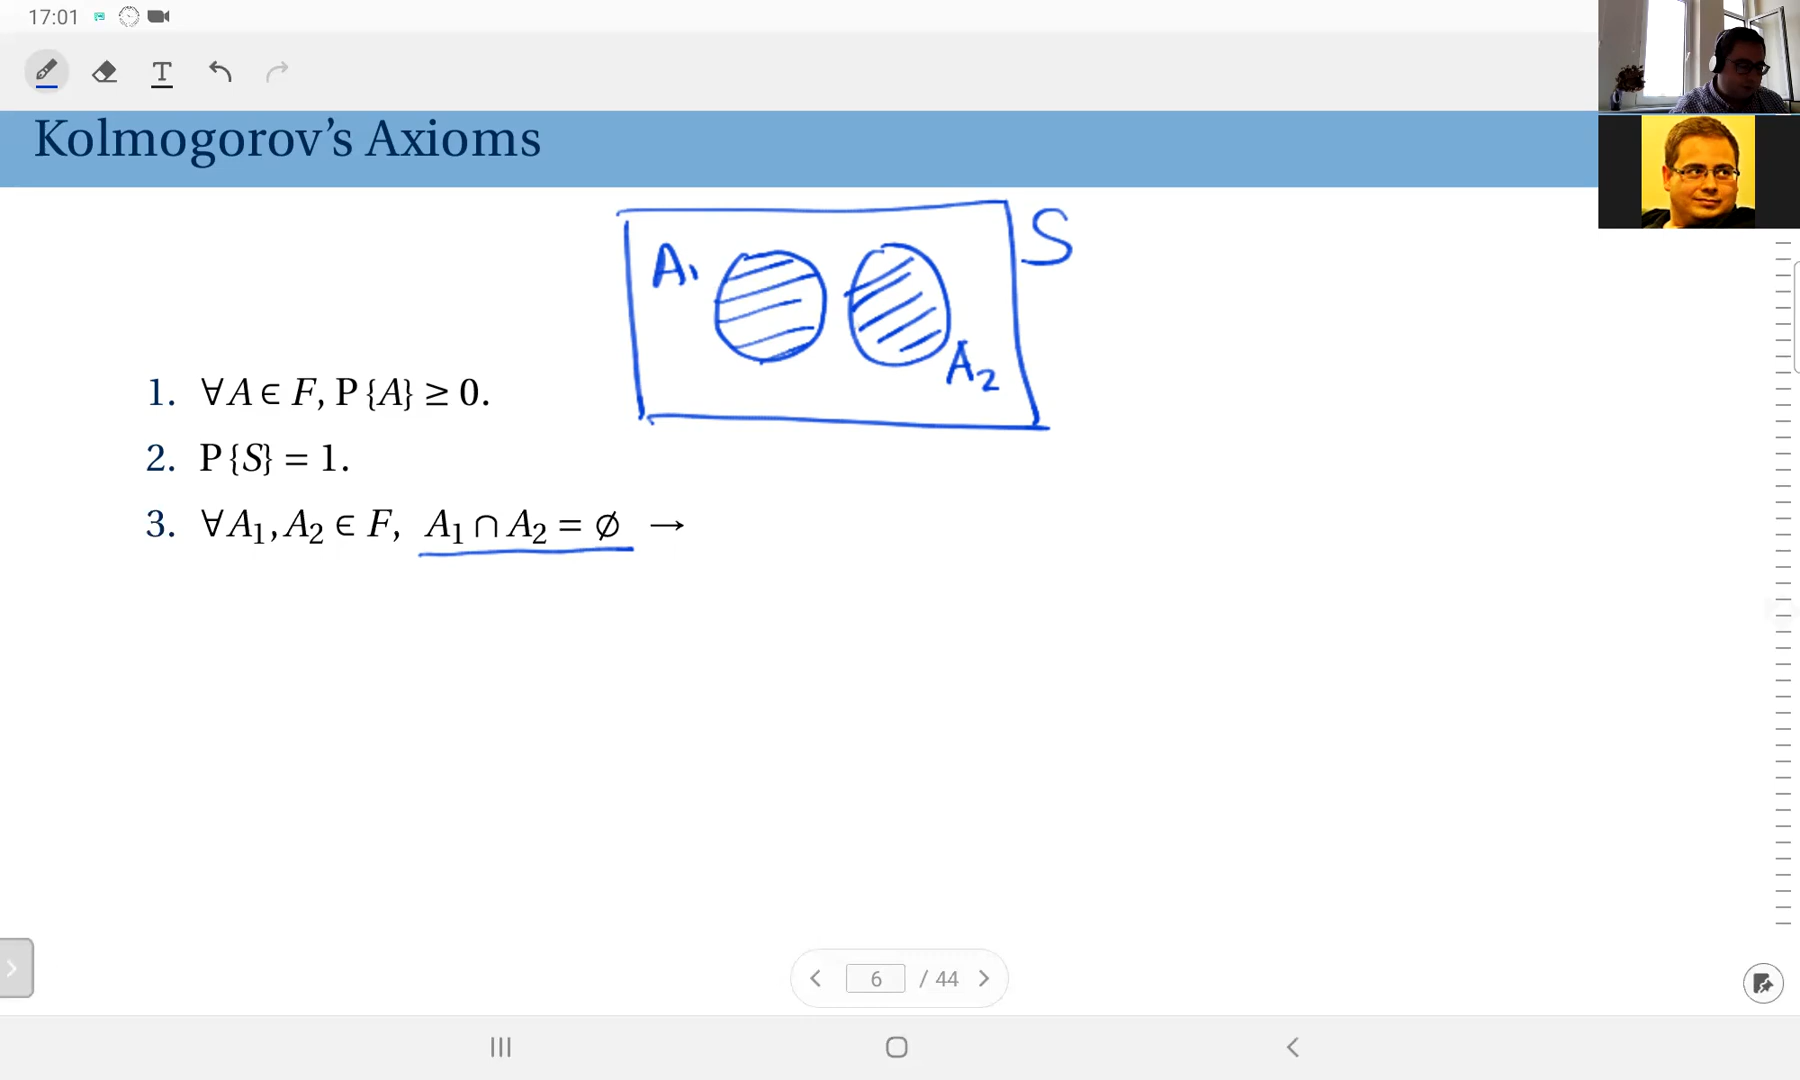 17:01
T
Kolmogorov's Axioms
S
A₁
A₂
1. ∀A ∈ F, P{A} ≥ 0.
2. P{S} = 1.
3. ∀A₁, A₂ ∈ F, A₁ ∩ A₂ = ∅ →
6 / 44